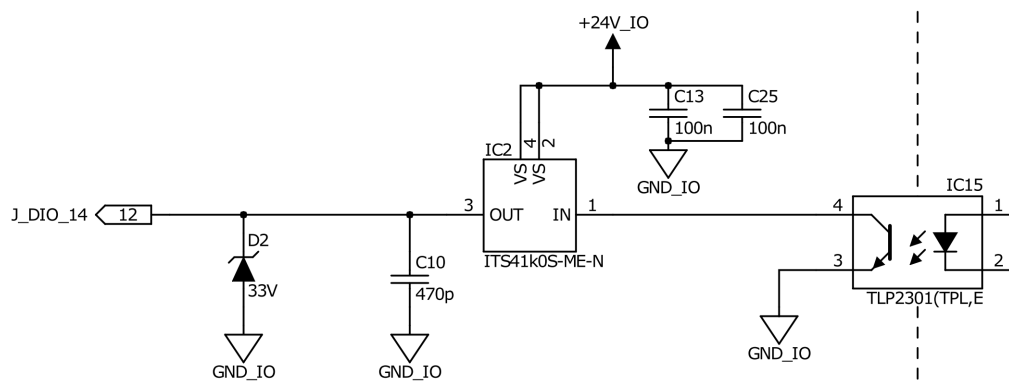 +24V_IO
C13
C25
100n
100n
GND_IO
IC2
4
2
VS
VS
IC15
J_DIO_14
12
3
OUT
IN
1
4
1
D2
33V
C10
470p
ITS41k0S-ME-N
3
2
TLP2301(TPL,E
GND_IO
GND_IO
GND_IO